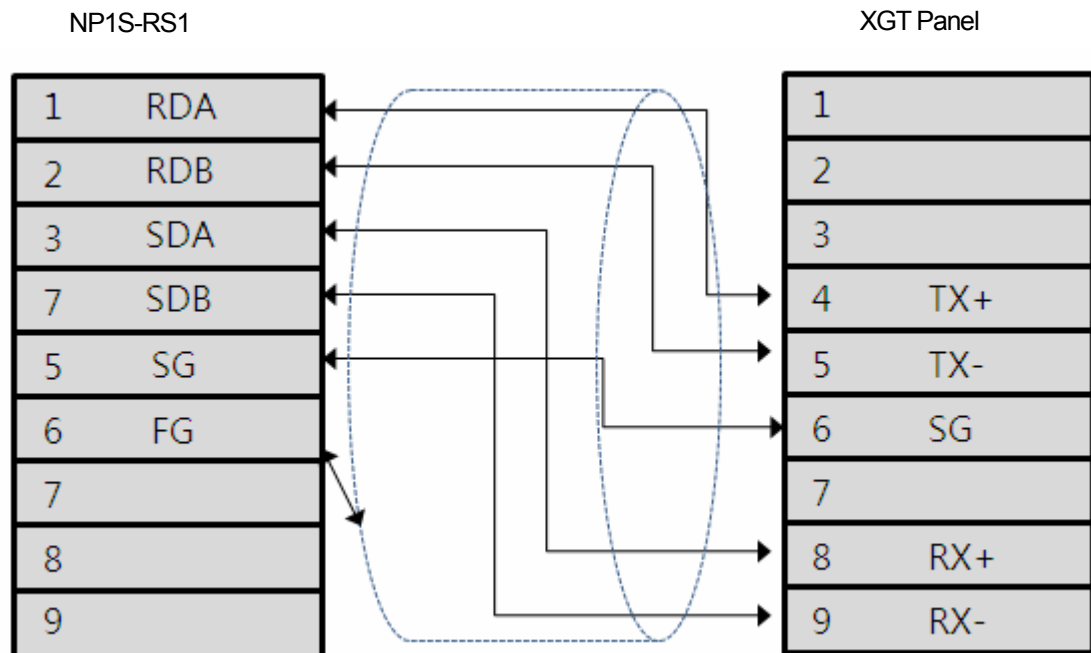 NP1S-RS1 XGT Panel
1 RDA 1
2 RDB 2
3 SDA 3
7 SDB 4 TX+
5 SG 5 TX-
6 FG 6 SG
7 7
8 8 RX+
9 9 RX-